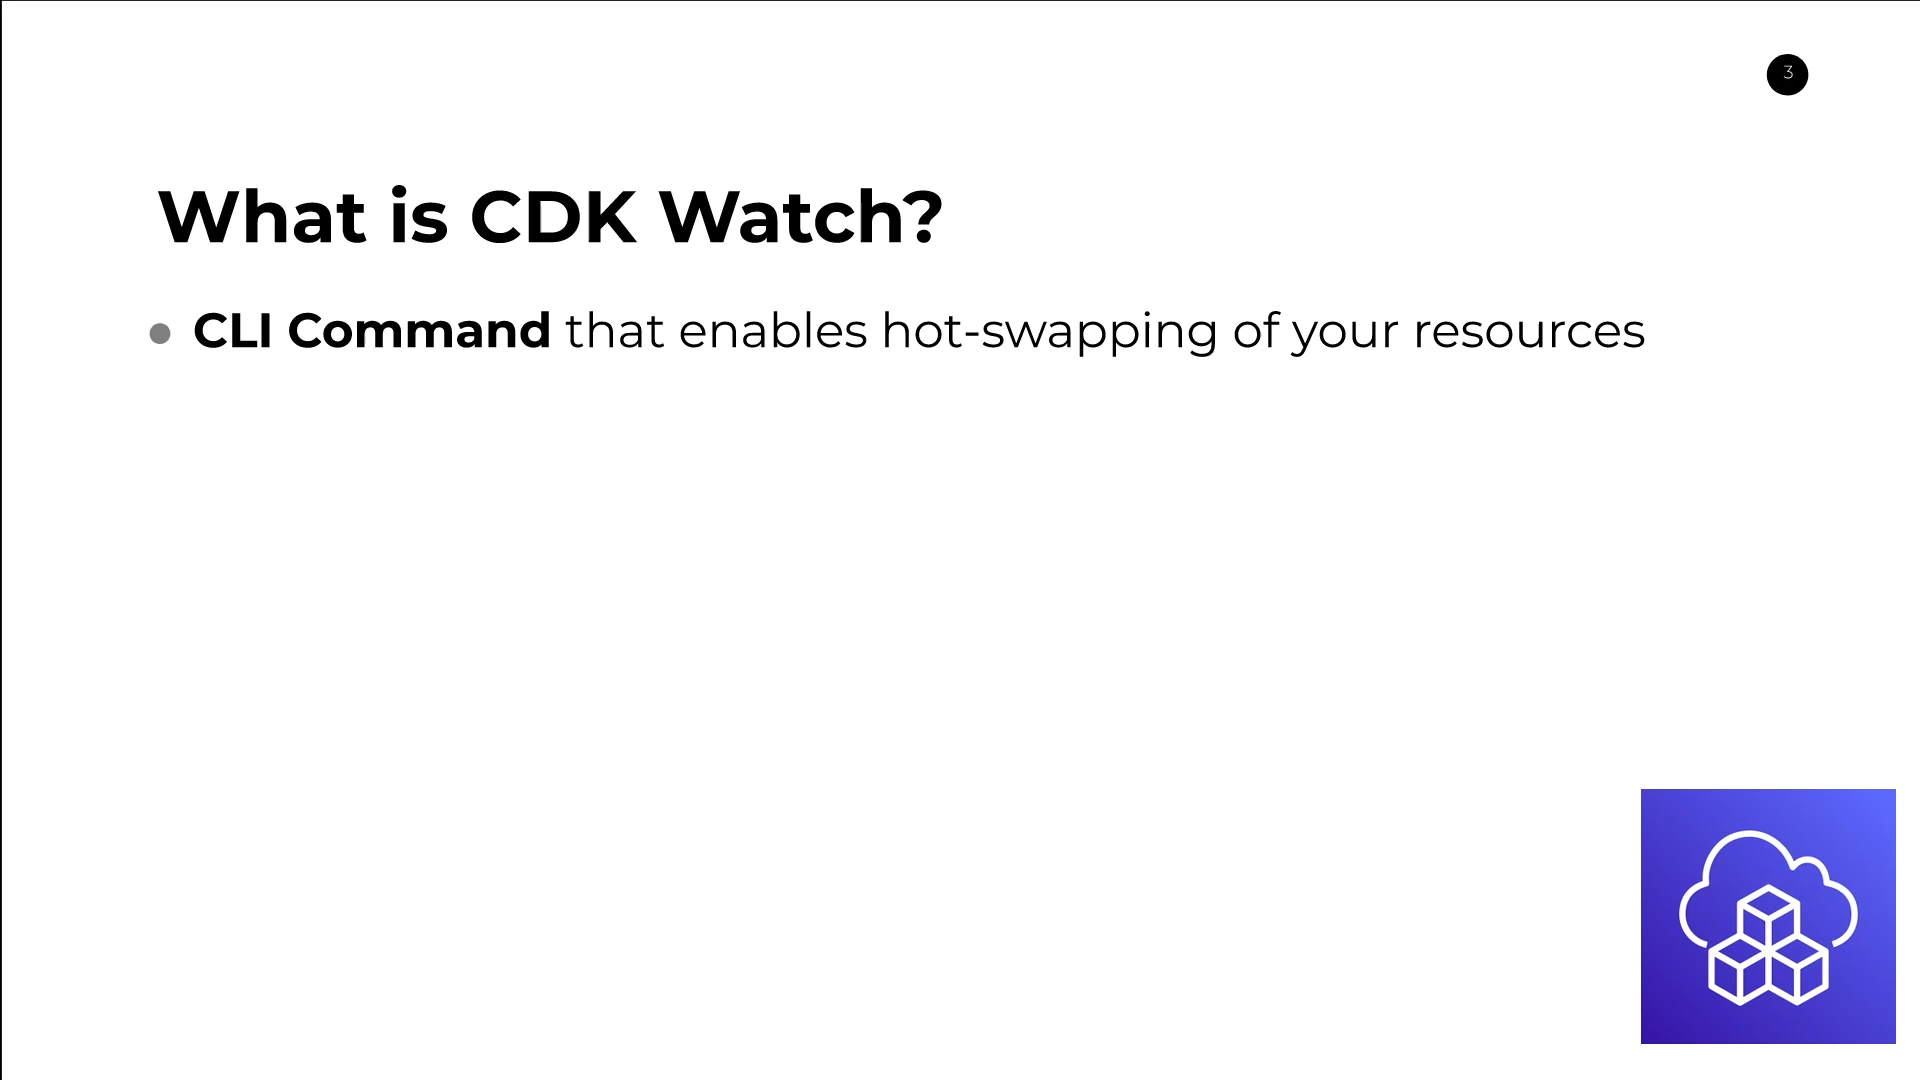 3
What is CDK Watch?
● CLI Command that enables hot-swapping of your resources